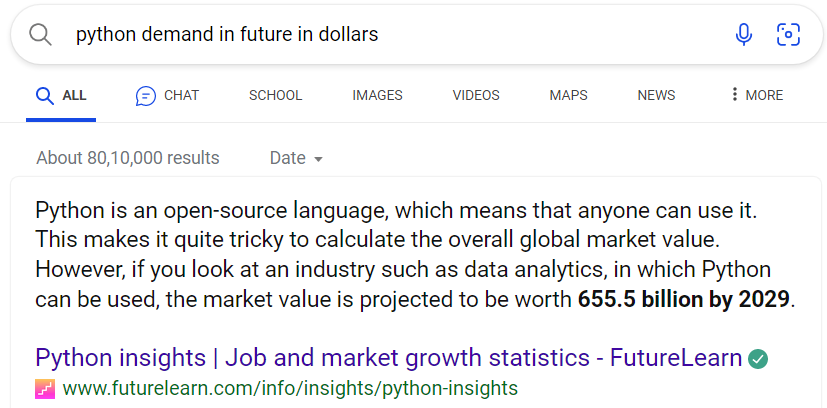 python demand in future in dollars
ALL CHAT SCHOOL IMAGES VIDEOS MAPS NEWS MORE
About 80,10,000 results Date
Python is an open-source language, which means that anyone can use it.
This makes it quite tricky to calculate the overall global market value.
However, if you look at an industry such as data analytics, in which Python
can be used, the market value is projected to be worth 655.5 billion by 2029.
Python insights | Job and market growth statistics - FutureLearn
www.futurelearn.com/info/insights/python-insights